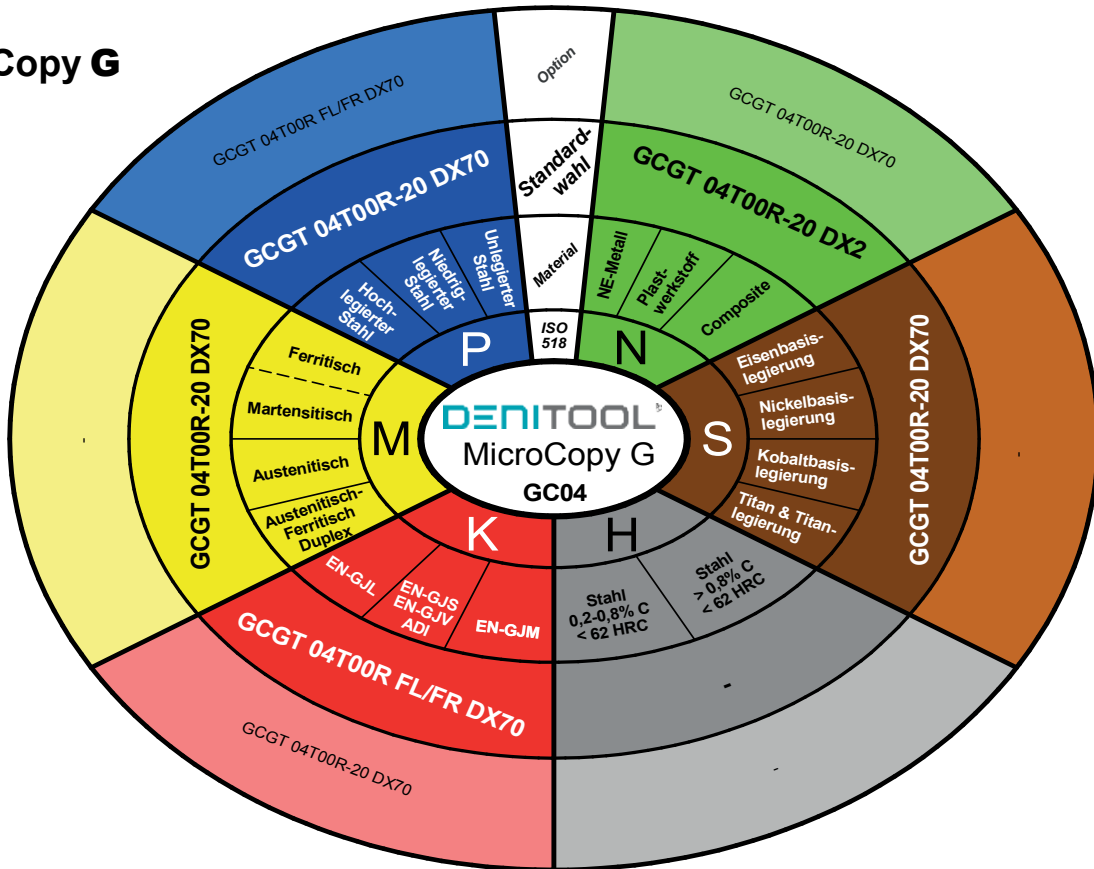 Copy G
Option
Standard-
wahl
Material
ISO
518
GCGT 04T00R FL/FR DX70
GCGT 04T00R-20 DX70
Hoch-
legierter
Stahl
Niedrig-
legierter
Stahl
Unlegierter
Stahl
P
GCGT 04T00R-20 DX70
GCGT 04T00R-20 DX2
NE-Metall
Plast-
werkstoff
Composite
N
-
GCGT 04T00R-20 DX70
Eisenbasis-
legierung
Nickelbasis-
legierung
Kobaltbasis-
legierung
Titan & Titan-
legierung
S
-
-
Stahl
> 0,8% C
< 62 HRC
Stahl
0,2-0,8% C
< 62 HRC
H
GCGT 04T00R-20 DX70
GCGT 04T00R FL/FR DX70
EN-GJL
EN-GJS
EN-GJV
ADI
EN-GJM
K
-
GCGT 04T00R-20 DX70
Ferritisch
Martensitisch
Austenitisch
Austenitisch-
Ferritisch
Duplex
M
DENITOOL
MicroCopy G
GC04